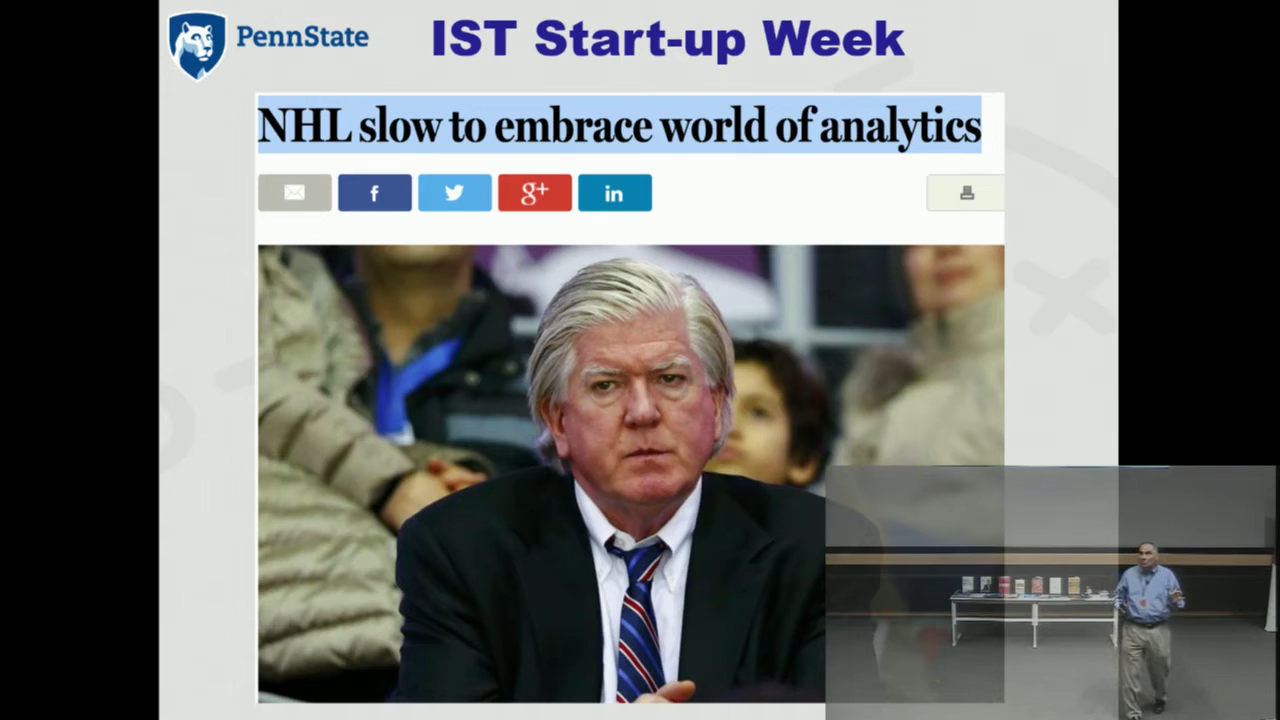 PennState
IST Start-up Week
NHL slow to embrace world of analytics
f
g+
in